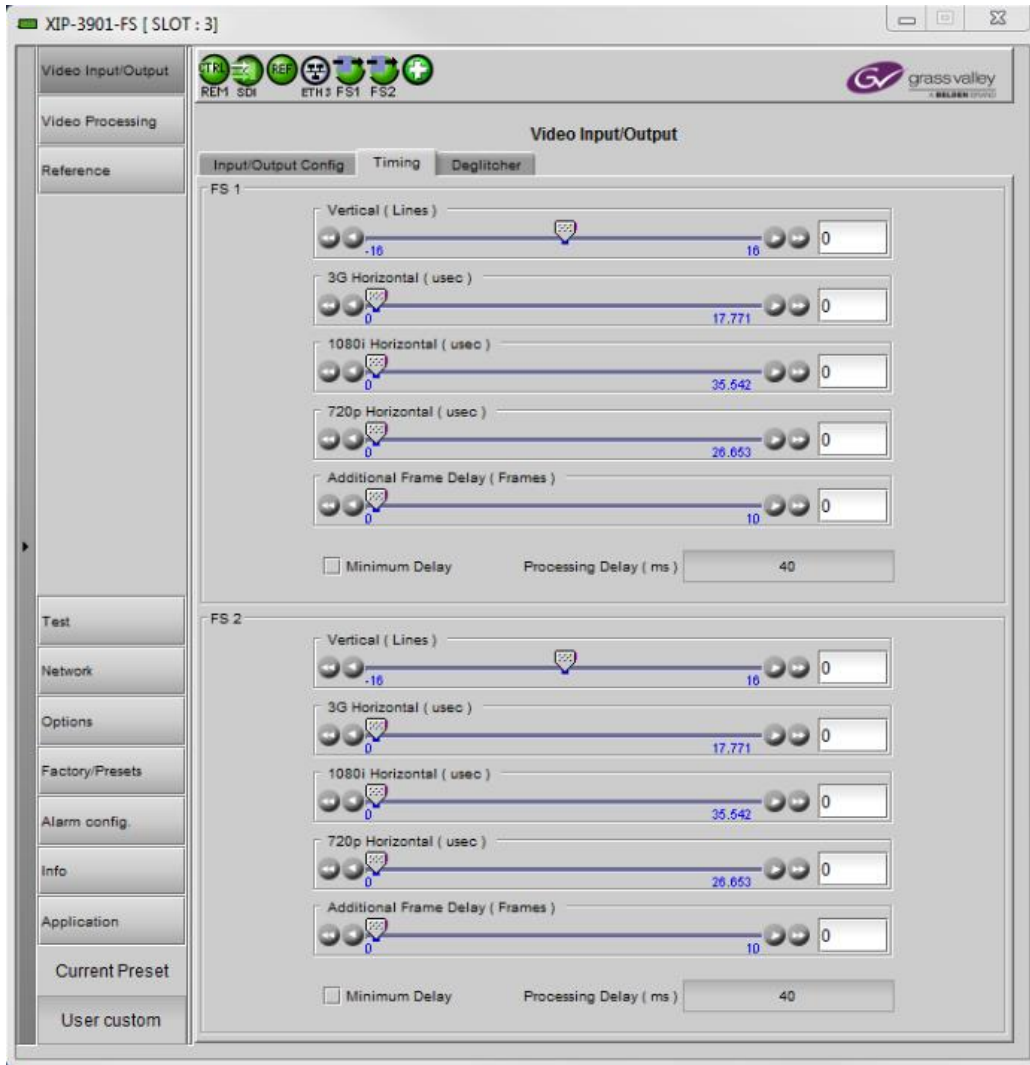 XIP-3901-FS [ SLOT : 3]
Video Input/Output
Video Processing
Reference
Test
Network
Options
Factory/Presets
Alarm config.
Info
Application
Current Preset
User custom
CTRL REF
REM SDI ETH 3 FS1 FS2
GV grass valley
A BELDEN BRAND
Video Input/Output
Input/Output Config Timing Deglitcher
FS 1
Vertical ( Lines )
-16 16 0
3G Horizontal ( usec )
0 17.771 0
1080i Horizontal ( usec )
0 35.542 0
720p Horizontal ( usec )
0 26.653 0
Additional Frame Delay ( Frames )
0 10 0
Minimum Delay Processing Delay ( ms ) 40
FS 2
Vertical ( Lines )
-16 16 0
3G Horizontal ( usec )
0 17.771 0
1080i Horizontal ( usec )
0 35.542 0
720p Horizontal ( usec )
0 26.653 0
Additional Frame Delay ( Frames )
0 10 0
Minimum Delay Processing Delay ( ms ) 40